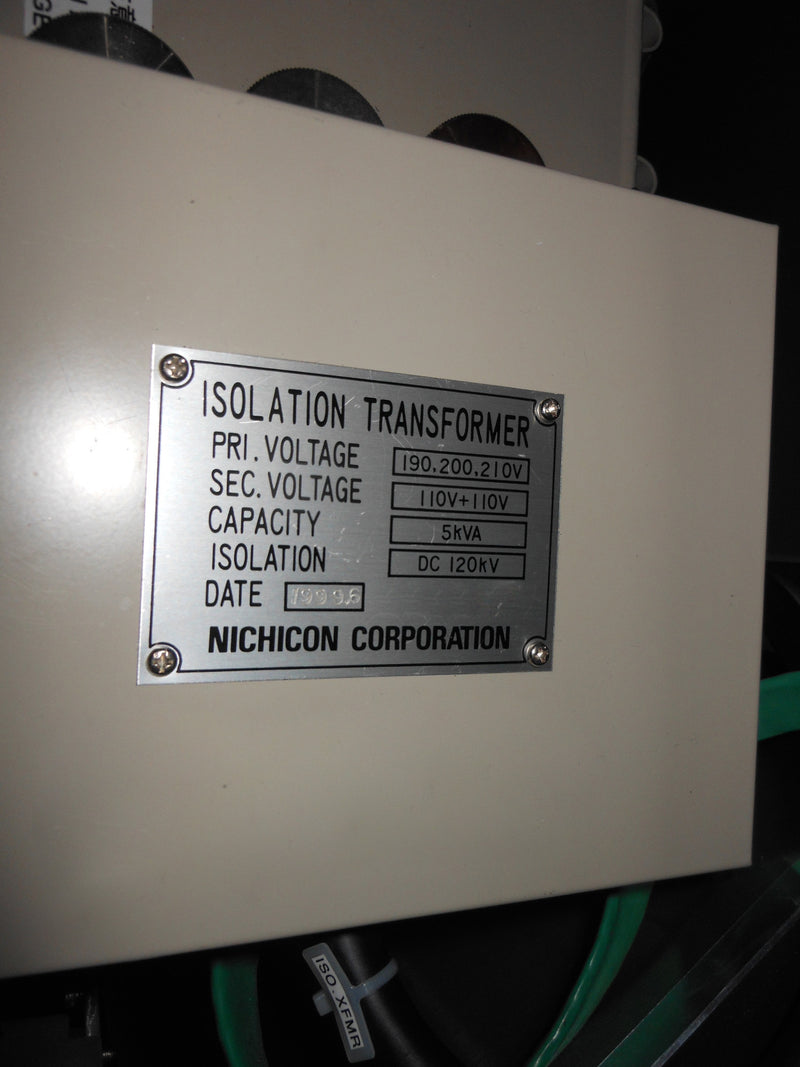 GE
ISOLATION TRANSFORMER
PRI. VOLTAGE 190,200,210V
SEC. VOLTAGE 110V+110V
CAPACITY 5kVA
ISOLATION DC 120kV
DATE 1999.6
NICHICON CORPORATION
ISO.XFMR